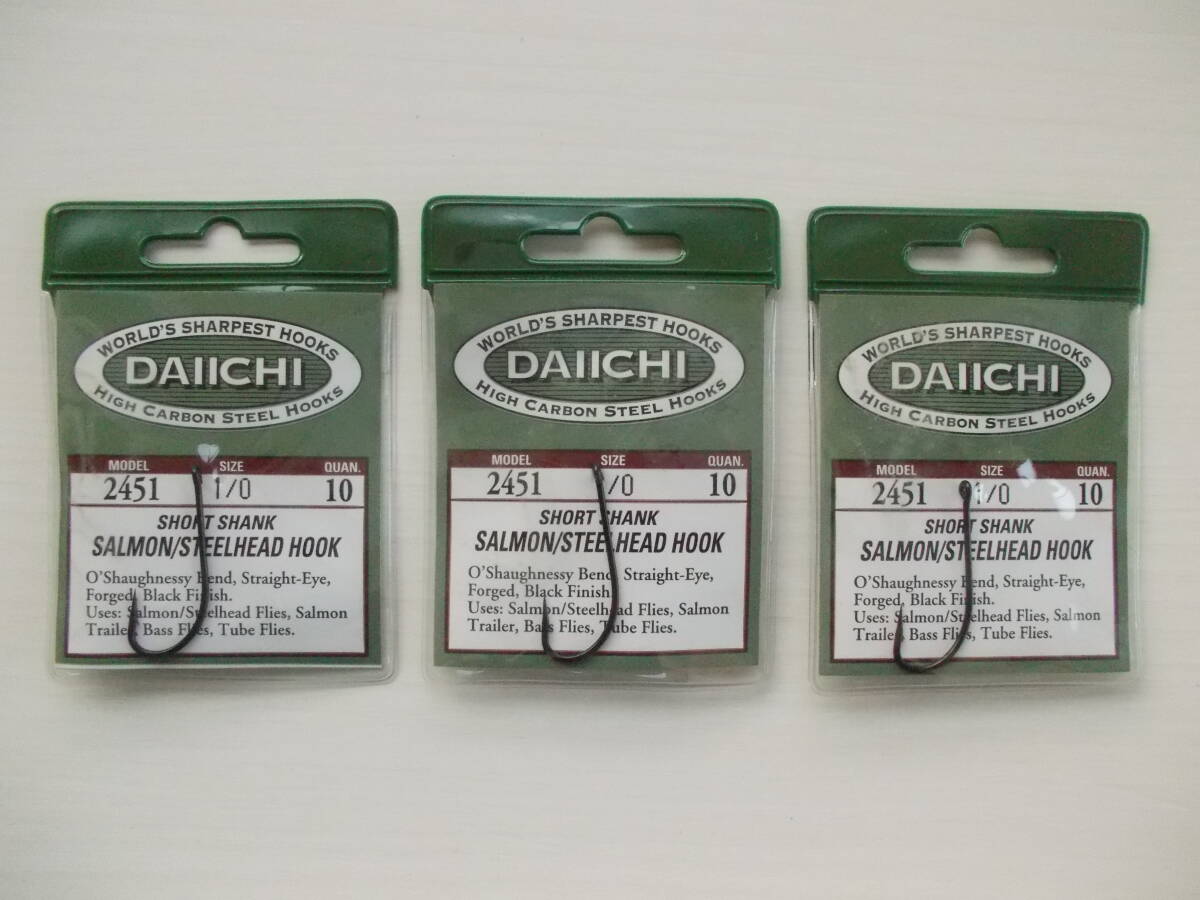 WORLD'S SHARPEST HOOKS
DAIICHI
HIGH CARBON STEEL HOOKS
MODEL SIZE QUAN.
2451 1/0 10
SHORT SHANK
SALMON/STEELHEAD HOOK
O'Shaughnessy Bend, Straight-Eye,
Forged, Black Finish.
Uses: Salmon/Steelhead Flies, Salmon
Trailer, Bass Flies, Tube Flies.
WORLD'S SHARPEST HOOKS
DAIICHI
HIGH CARBON STEEL HOOKS
MODEL SIZE QUAN.
2451 /0 10
SHORT SHANK
SALMON/STEELHEAD HOOK
O'Shaughnessy Bend, Straight-Eye,
Forged, Black Finish.
Uses: Salmon/Steelhead Flies, Salmon
Trailer, Bass Flies, Tube Flies.
WORLD'S SHARPEST HOOKS
DAIICHI
HIGH CARBON STEEL HOOKS
MODEL SIZE QUAN.
2451 1/0 10
SHORT SHANK
SALMON/STEELHEAD HOOK
O'Shaughnessy Bend, Straight-Eye,
Forged, Black Finish.
Uses: Salmon/Steelhead Flies, Salmon
Trailer, Bass Flies, Tube Flies.